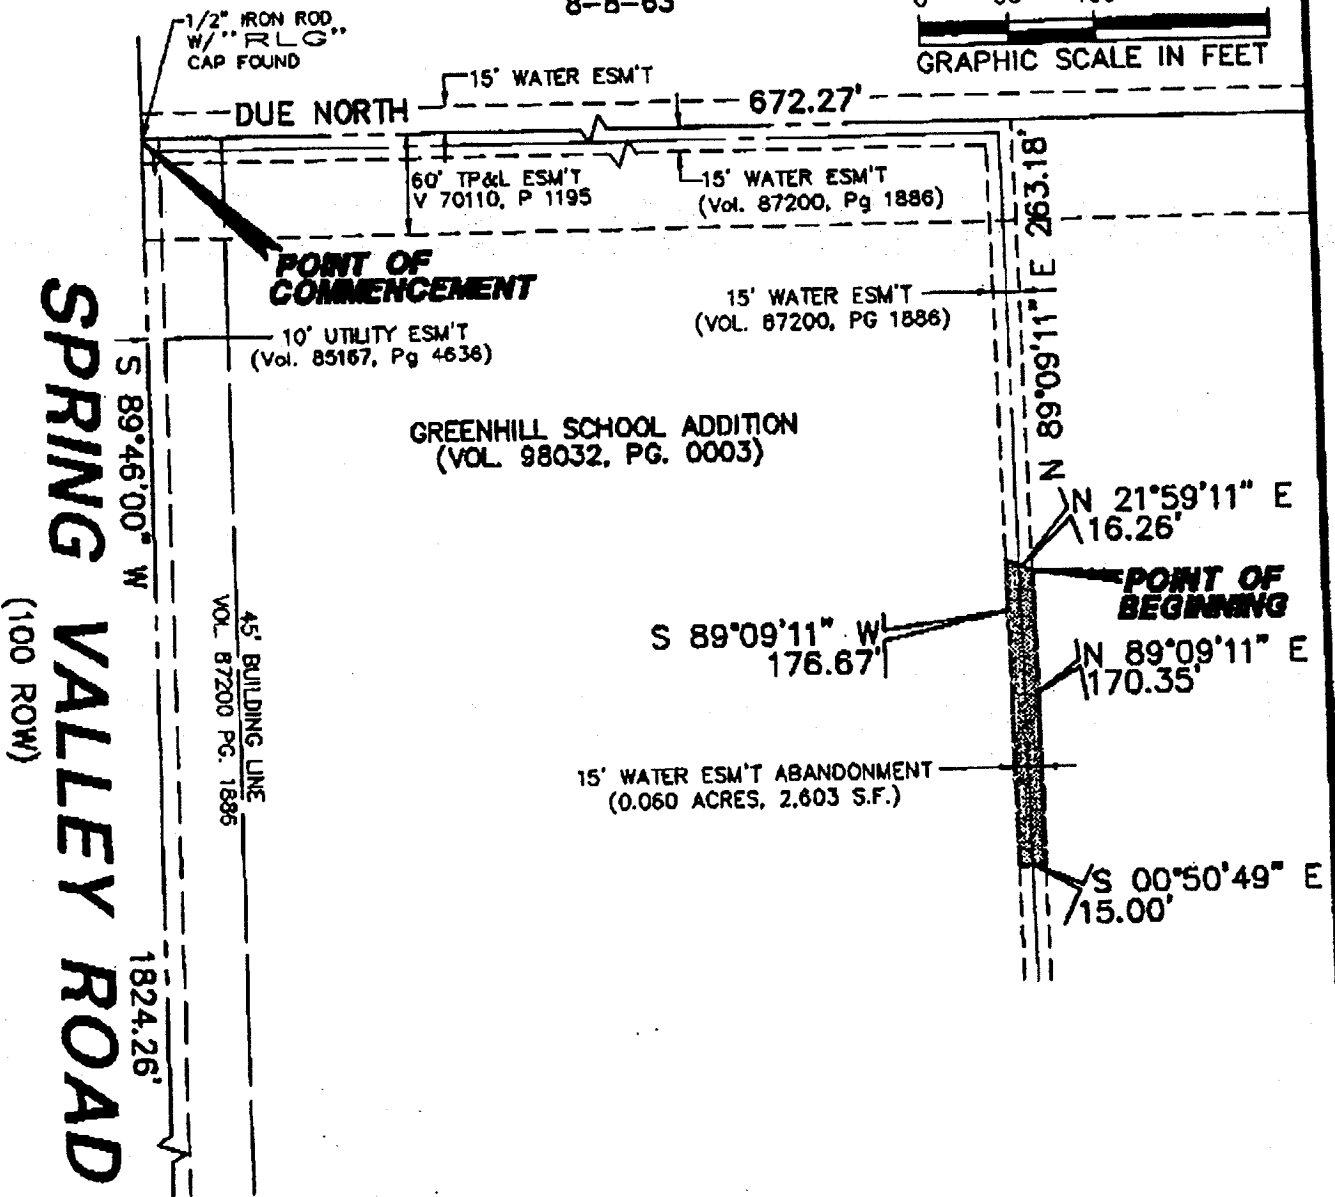 8-8-63
1/2" IRON ROD
W/ "RLG"
CAP FOUND
GRAPHIC SCALE IN FEET
15' WATER ESM'T
DUE NORTH
672.27'
60' TP&L ESM'T
V 70110, P 1195
15' WATER ESM'T
(Vol. 87200, Pg 1886)
N 89°09'11" E 263.18'
POINT OF
COMMENCEMENT
15' WATER ESM'T
(VOL. 87200, PG 1886)
10' UTILITY ESM'T
(Vol. 85167, Pg 4636)
GREENHILL SCHOOL ADDITION
(VOL. 98032, PG. 0003)
N 21°59'11" E
16.26'
POINT OF
BEGINNING
S 89°09'11" W
176.67'
N 89°09'11" E
170.35'
15' WATER ESM'T ABANDONMENT
(0.060 ACRES, 2,603 S.F.)
S 00°50'49" E
15.00'
45' BUILDING LINE
VOL. 87200 PG. 1886
S 89°46'00" W
1824.26'
SPRING VALLEY ROAD
(100 ROW)